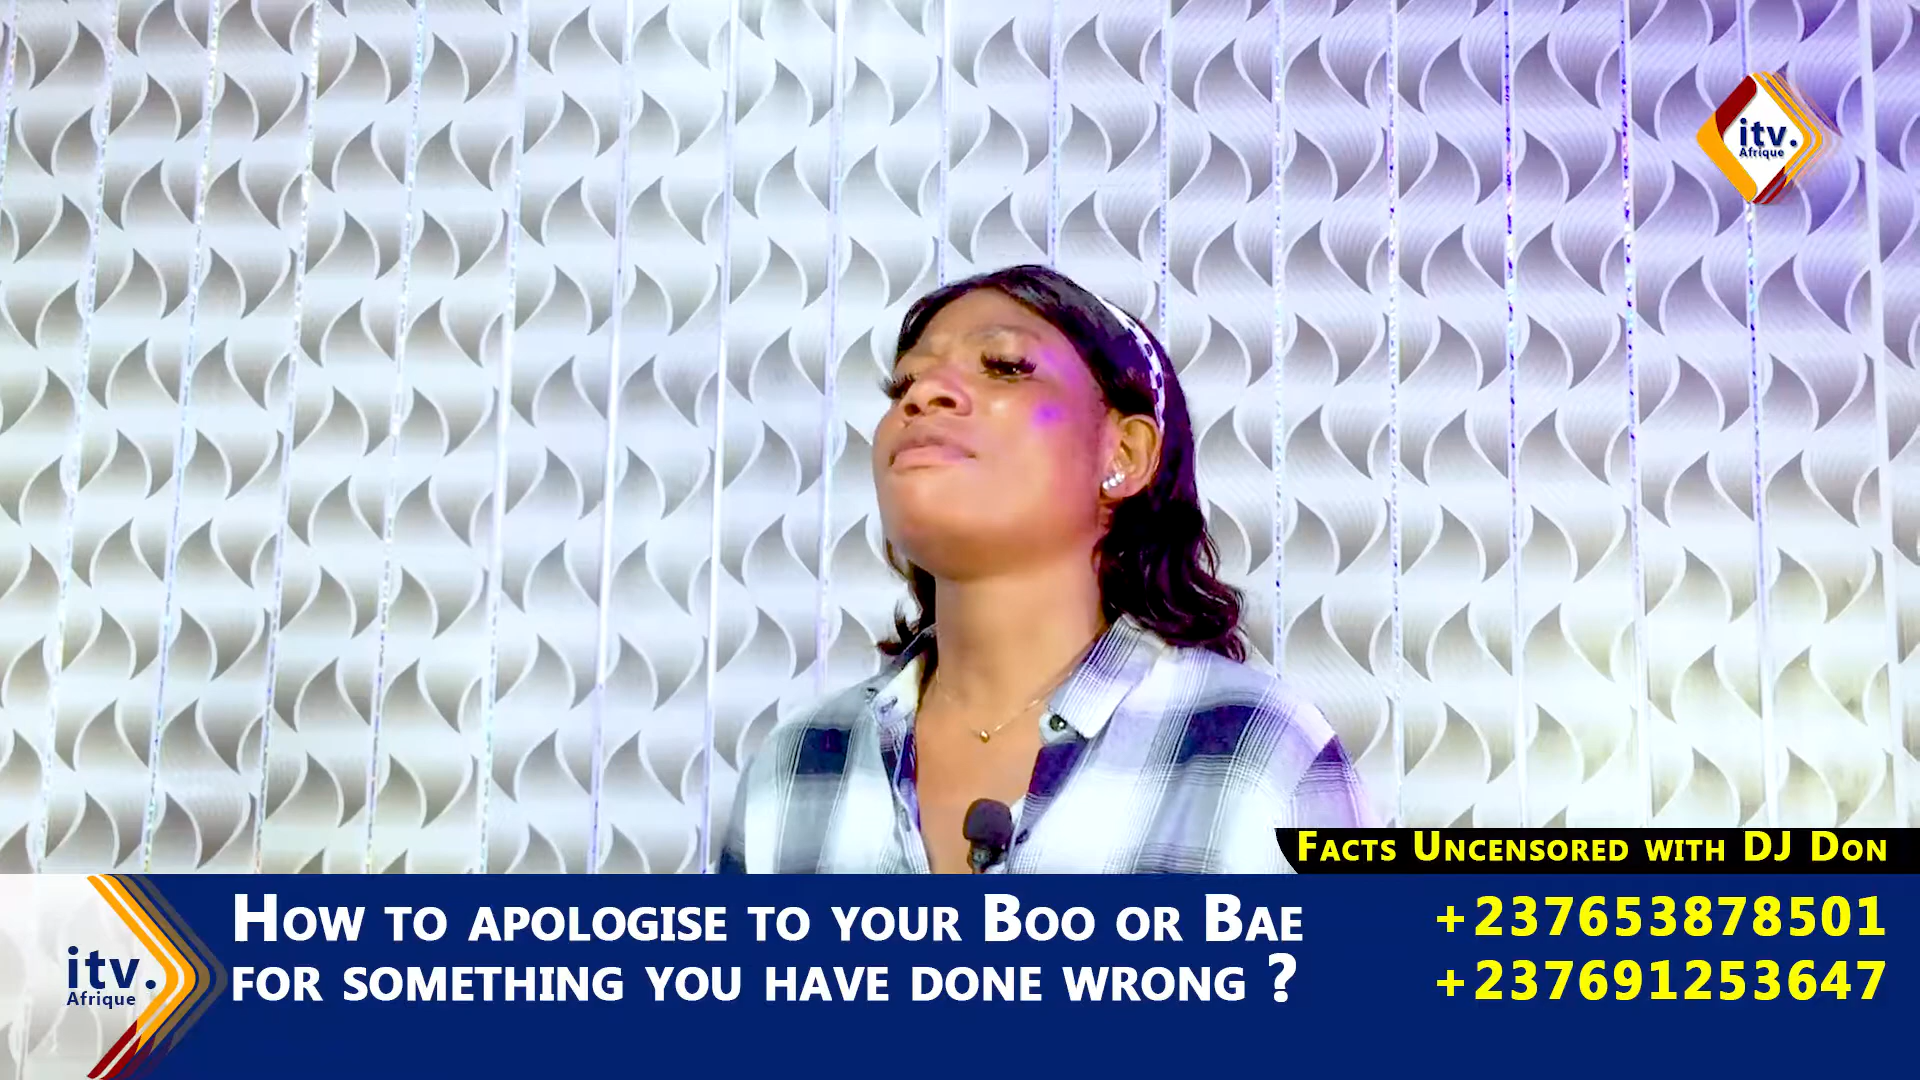 itv.
Afrique
FACTS UNCENSORED WITH DJ DON
HOW TO APOLOGISE TO YOUR BOO OR BAE
FOR SOMETHING YOU HAVE DONE WRONG ?
+237653878501
+237691253647
itv.
Afrique